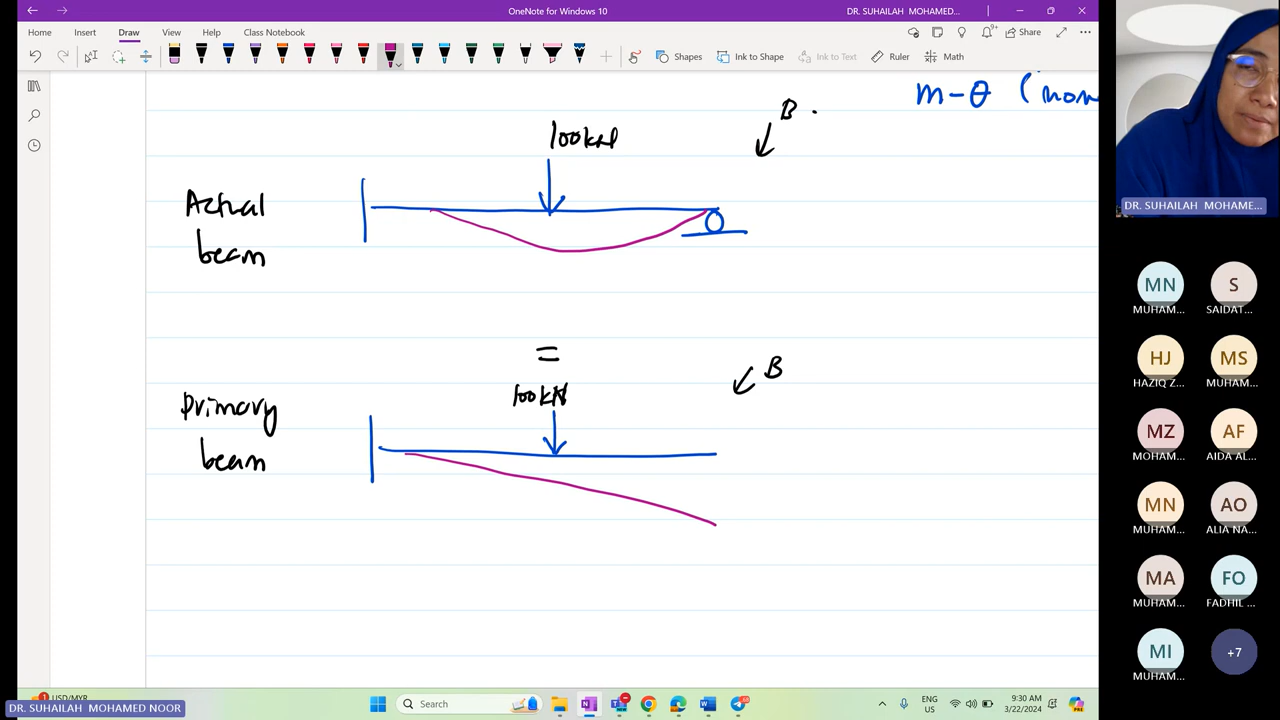 OneNote for Windows 10
DR. SUHAILAH MOHAMED...
Home
Insert
Draw
View
Help
Class Notebook
Shapes
Ink to Shape
Ink to Text
Ruler
Math
Share
m-θ (mom
B.
100kN
Actual
beam
=
100kN
B
Primary
beam
DR. SUHAILAH MOHAME...
MN
MUHAM...
S
SAIDAT...
HJ
HAZIQ Z...
MS
MUHAM...
MZ
MOHAM...
AF
AIDA AL...
MN
MUHAM...
AO
ALIA NA...
MA
MUHAM...
FO
FADHIL ...
MI
MUHAM...
+7
USD/MYR
DR. SUHAILAH MOHAMED NOOR
Search
ENG
US
9:30 AM
3/22/2024